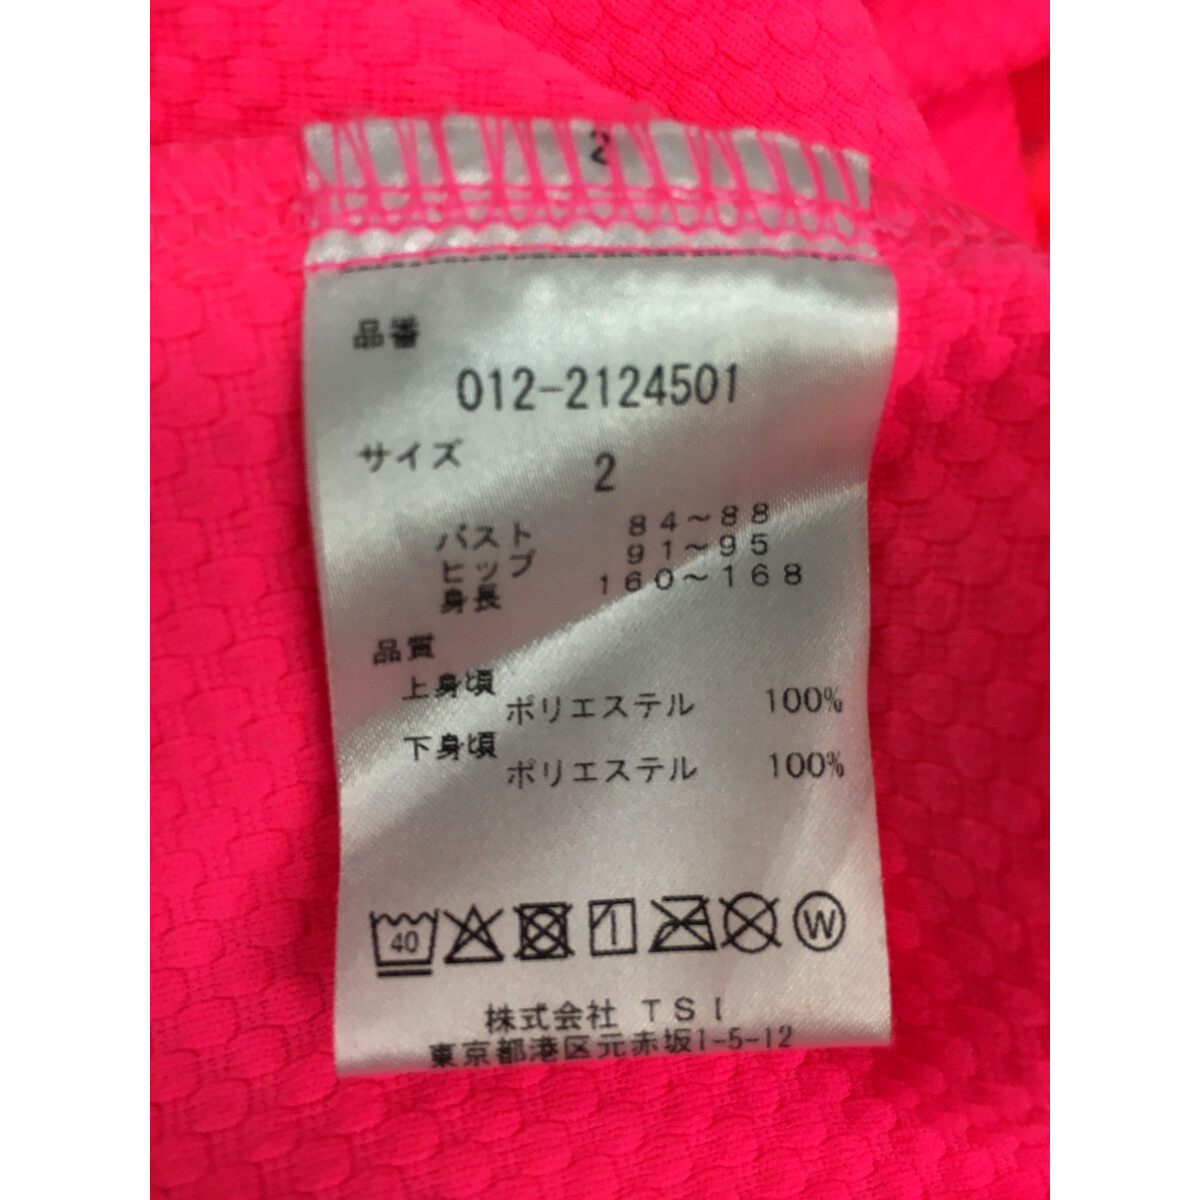 2
品番
012-2124501
サイズ
2
バスト 84～88
ヒップ 91～95
身長 160～168
品質
上身頃
ポリエステル 100%
下身頃
ポリエステル 100%
40 W
株式会社 TSI
東京都港区元赤坂1-5-12